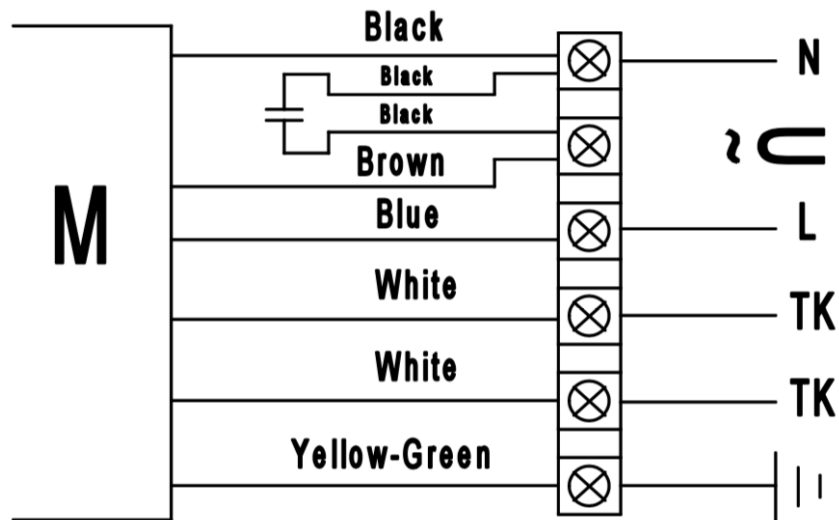 Black
N
Black
Black
~ U
Brown
M
Blue
L
White
TK
White
TK
Yellow-Green